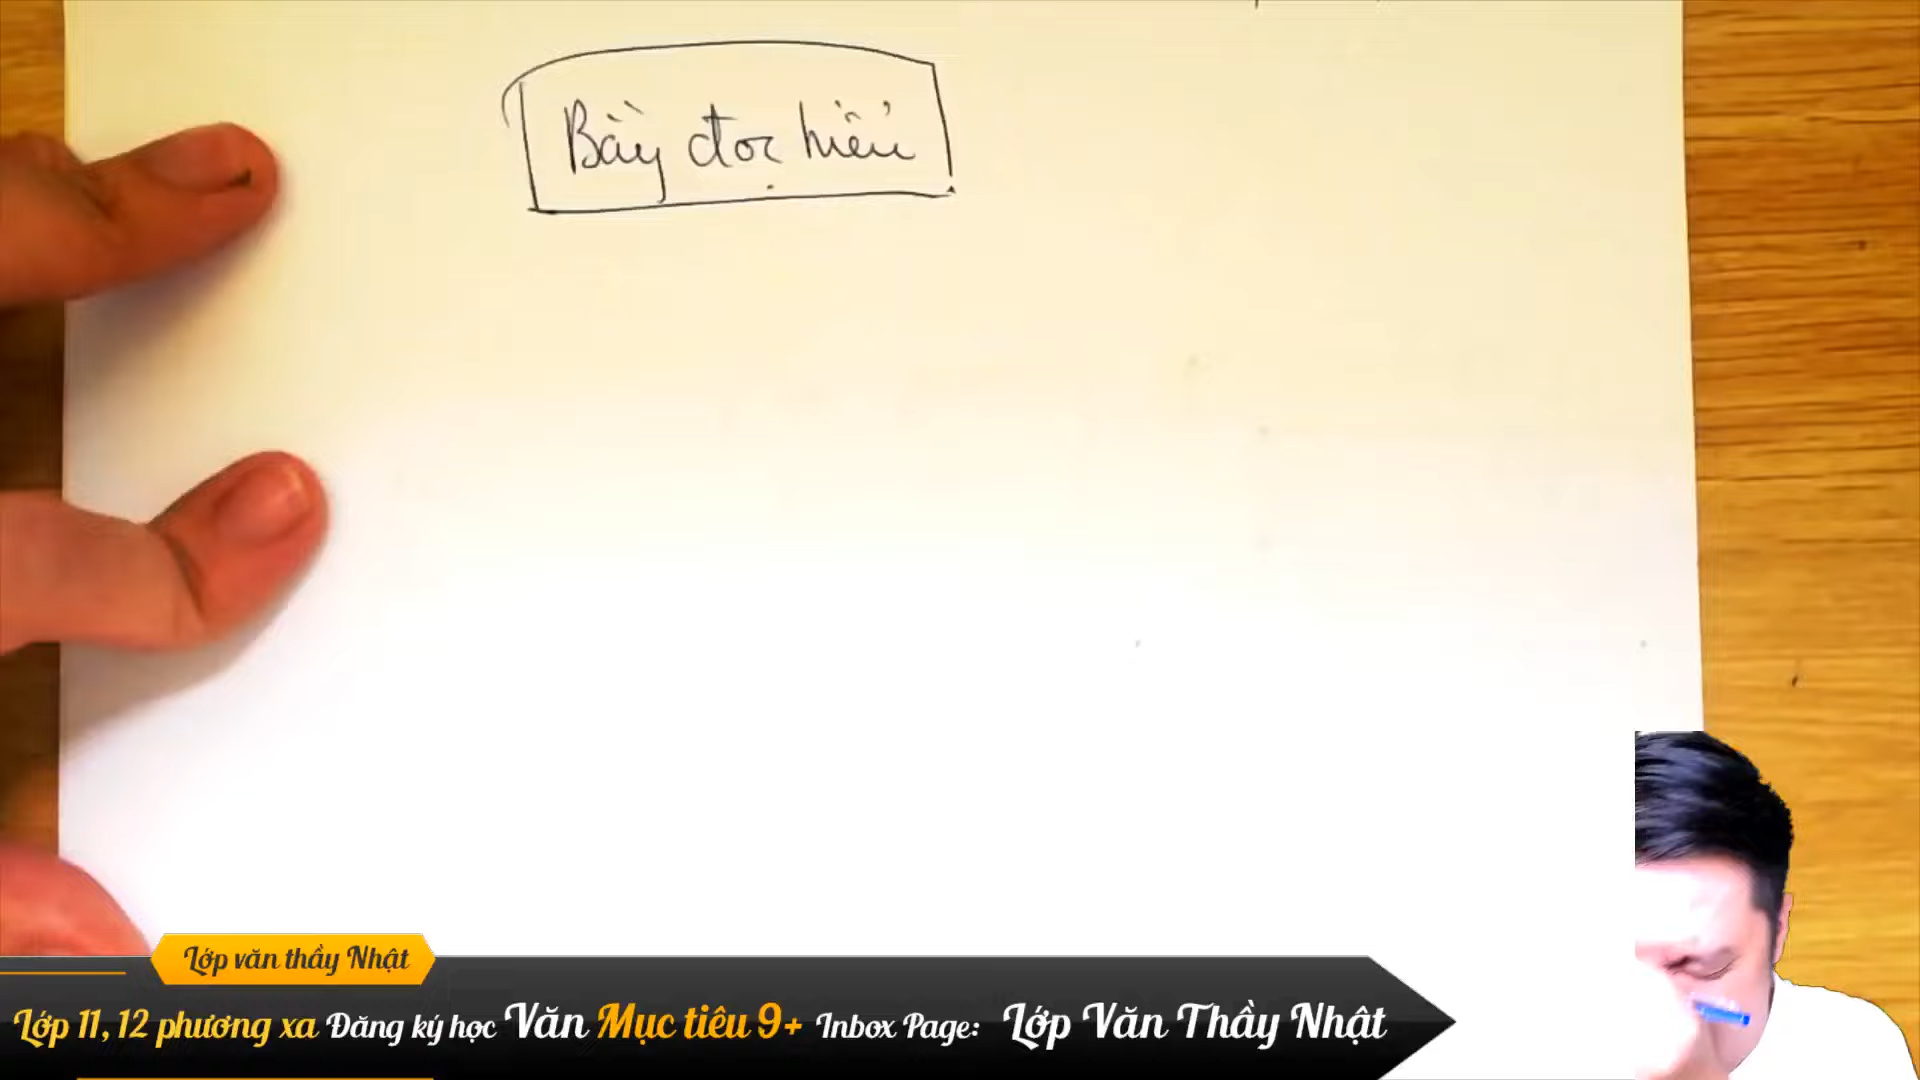 Bẫy đọc hiểu
Lớp văn thầy Nhật
Lớp 11, 12 phương xa Đăng ký học Văn Mục tiêu 9+ Inbox Page: Lớp Văn Thầy Nhật